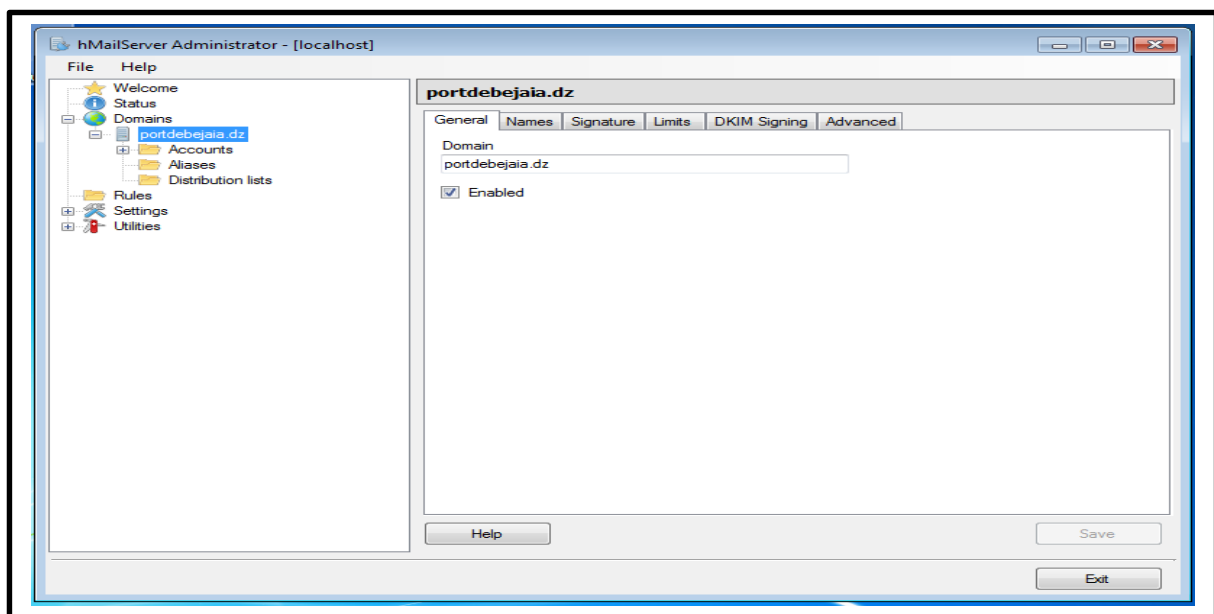 hMailServer Administrator - [localhost]
File Help
Welcome
Status
Domains
portdebejaia.dz
Accounts
Aliases
Distribution lists
Rules
Settings
Utilities
portdebejaia.dz
General Names Signature Limits DKIM Signing Advanced
Domain
portdebejaia.dz
Enabled
Help Save
Exit